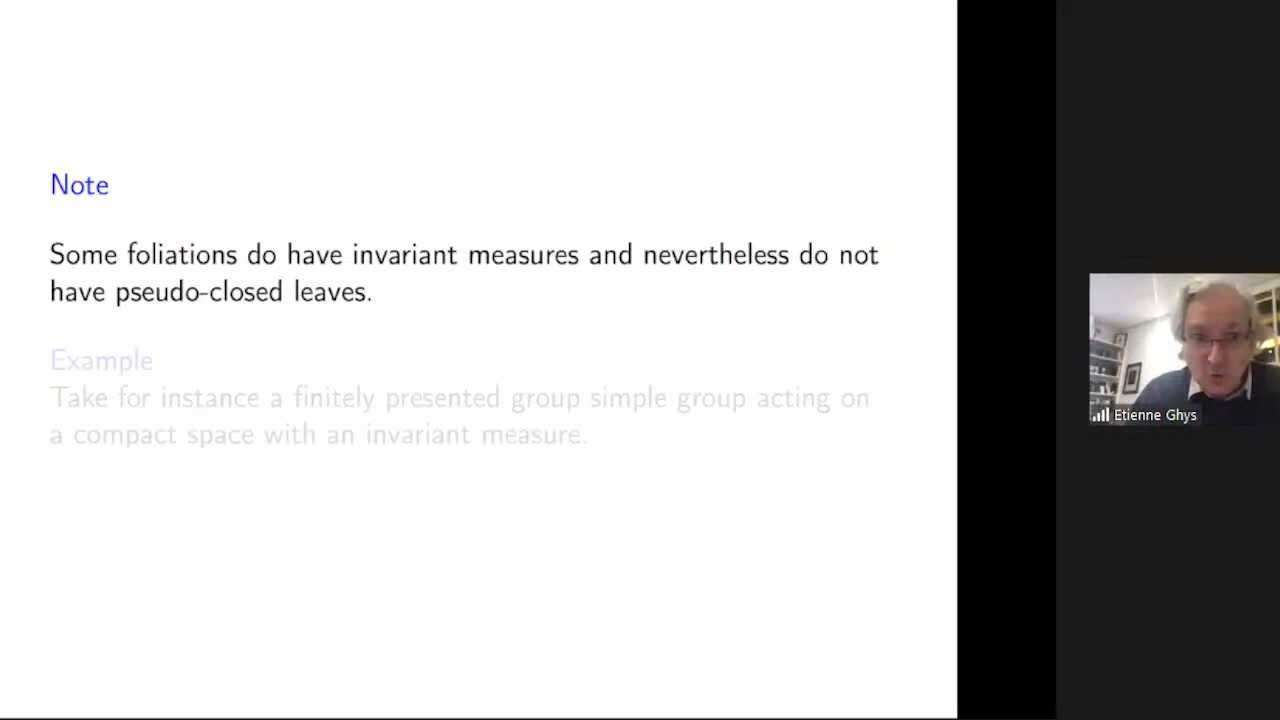 Note
Some foliations do have invariant measures and nevertheless do not
have pseudo-closed leaves.
Example
Take for instance a finitely presented group simple group acting on
a compact space with an invariant measure.
Etienne Ghys